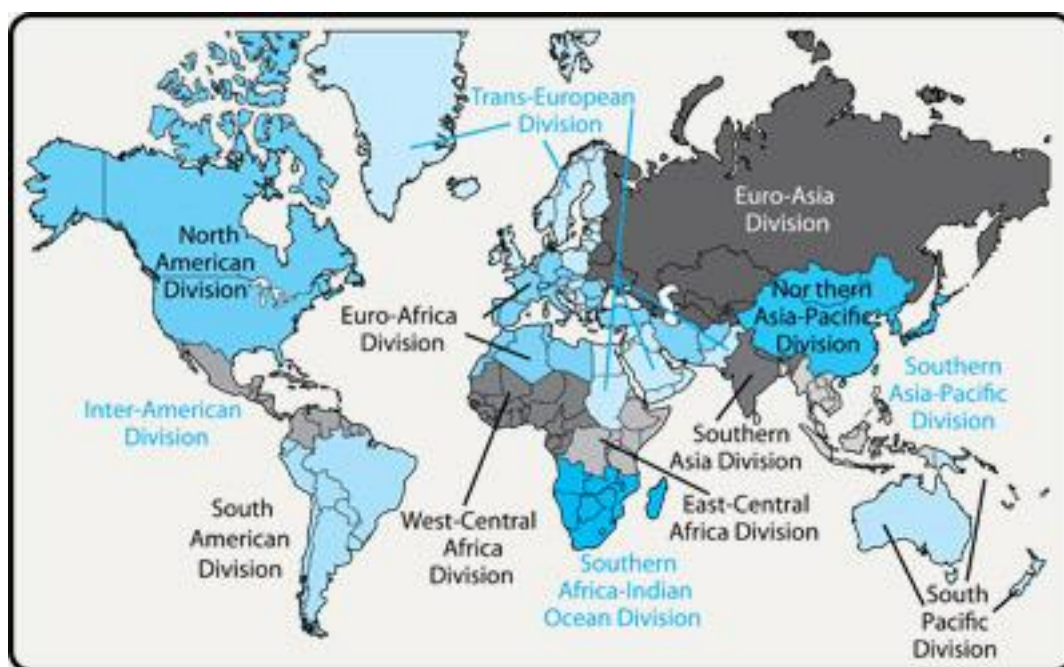 Trans-European
Division
Euro-Asia
Division
North
American
Division
Northern
Asia-Pacific
Division
Euro-Africa
Division
Southern
Asia-Pacific
Division
Inter-American
Division
Southern
Asia Division
South
American
Division
West-Central
Africa
Division
East-Central
Africa Division
Southern
Africa-Indian
Ocean Division
South
Pacific
Division